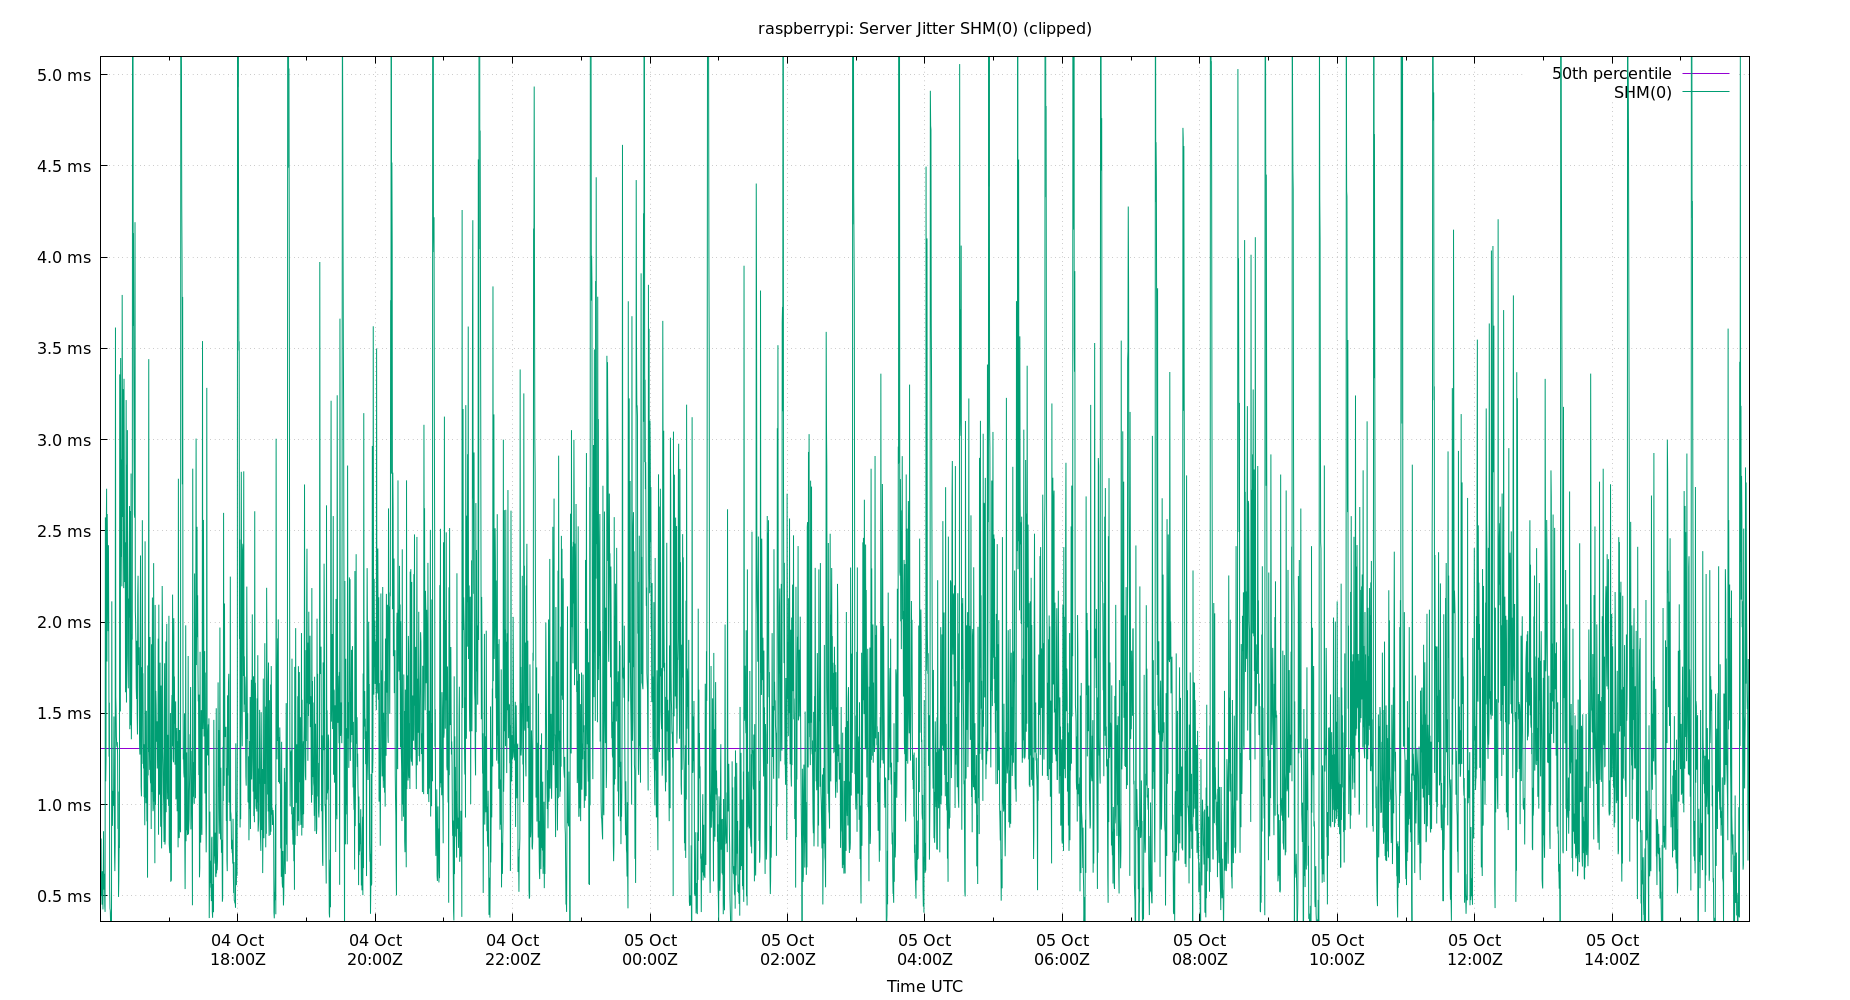 raspberrypi: Server Jitter SHM(0) (clipped)
50th percentile
SHM(0)
5.0 ms
4.5 ms
4.0 ms
3.5 ms
3.0 ms
2.5 ms
2.0 ms
1.5 ms
1.0 ms
0.5 ms
04 Oct 04 Oct 04 Oct 05 Oct 05 Oct 05 Oct 05 Oct 05 Oct 05 Oct 05 Oct 05 Oct
18:00Z 20:00Z 22:00Z 00:00Z 02:00Z 04:00Z 06:00Z 08:00Z 10:00Z 12:00Z 14:00Z
Time UTC